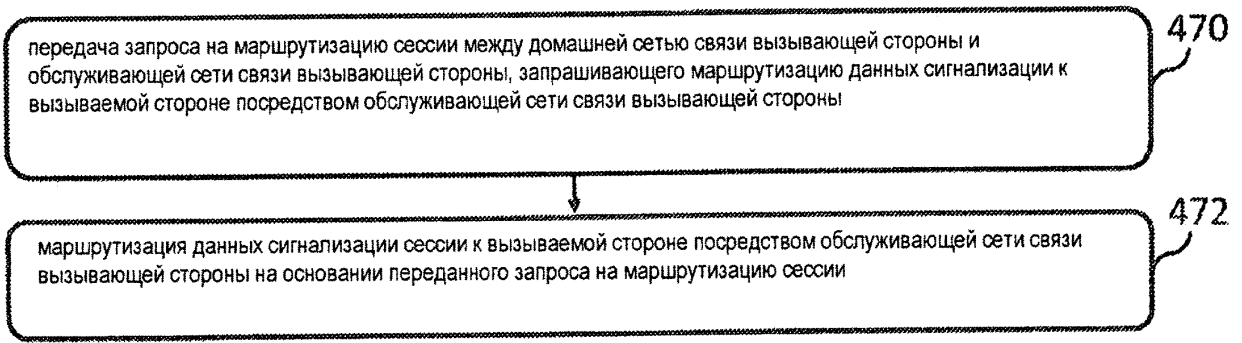 470
передача запроса на маршрутизацию сессии между домашней сетью связи вызывающей стороны и
обслуживающей сети связи вызывающей стороны, запрашивающего маршрутизацию данных сигнализации к
вызываемой стороне посредством обслуживающей сети связи вызывающей стороны
472
маршрутизация данных сигнализации сессии к вызываемой стороне посредством обслуживающей сети связи
вызывающей стороны на основании переданного запроса на маршрутизацию сессии